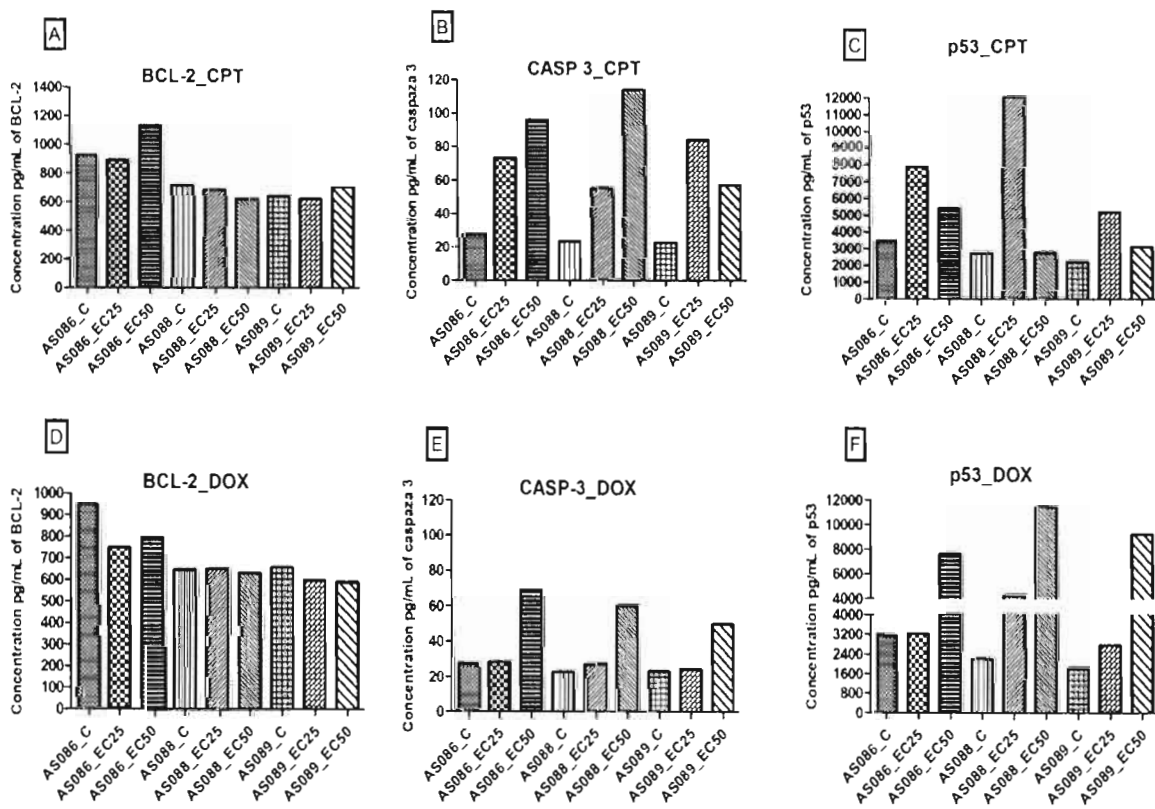 A
BCL-2_CPT
Concentration pg/mL of BCL-2
1400
1200
1000
800
600
400
200
0
AS086_C
AS086_EC25
AS086_EC50
AS088_C
AS088_EC25
AS088_EC50
AS089_C
AS089_EC25
AS089_EC50
B
CASP 3_CPT
Concentration pg/mL of caspaza 3
120
100
80
60
40
20
0
AS086_C
AS086_EC25
AS086_EC50
AS088_C
AS088_EC25
AS088_EC50
AS089_C
AS089_EC25
AS089_EC50
C
p53_CPT
Concentration pg/mL of p53
12000
11000
10000
9000
8000
7000
6000
5000
4000
3000
2000
1000
0
AS086_C
AS086_EC25
AS086_EC50
AS088_C
AS088_EC25
AS088_EC50
AS089_C
AS089_EC25
AS089_EC50
D
BCL-2_DOX
Concentration pg/mL of BCL-2
1000
900
800
700
600
500
400
300
200
100
0
AS086_C
AS086_EC25
AS086_EC50
AS088_C
AS088_EC25
AS088_EC50
AS089_C
AS089_EC25
AS089_EC50
E
CASP-3_DOX
Concentration pg/mL of caspaza 3
120
100
80
60
40
20
0
AS086_C
AS086_EC25
AS086_EC50
AS088_C
AS088_EC25
AS088_EC50
AS089_C
AS089_EC25
AS089_EC50
F
p53_DOX
Concentration pg/mL of p53
12000
10000
8000
6000
4000
4000
3200
2400
1600
800
0
AS086_C
AS086_EC25
AS086_EC50
AS088_C
AS088_EC25
AS088_EC50
AS089_C
AS089_EC25
AS089_EC50